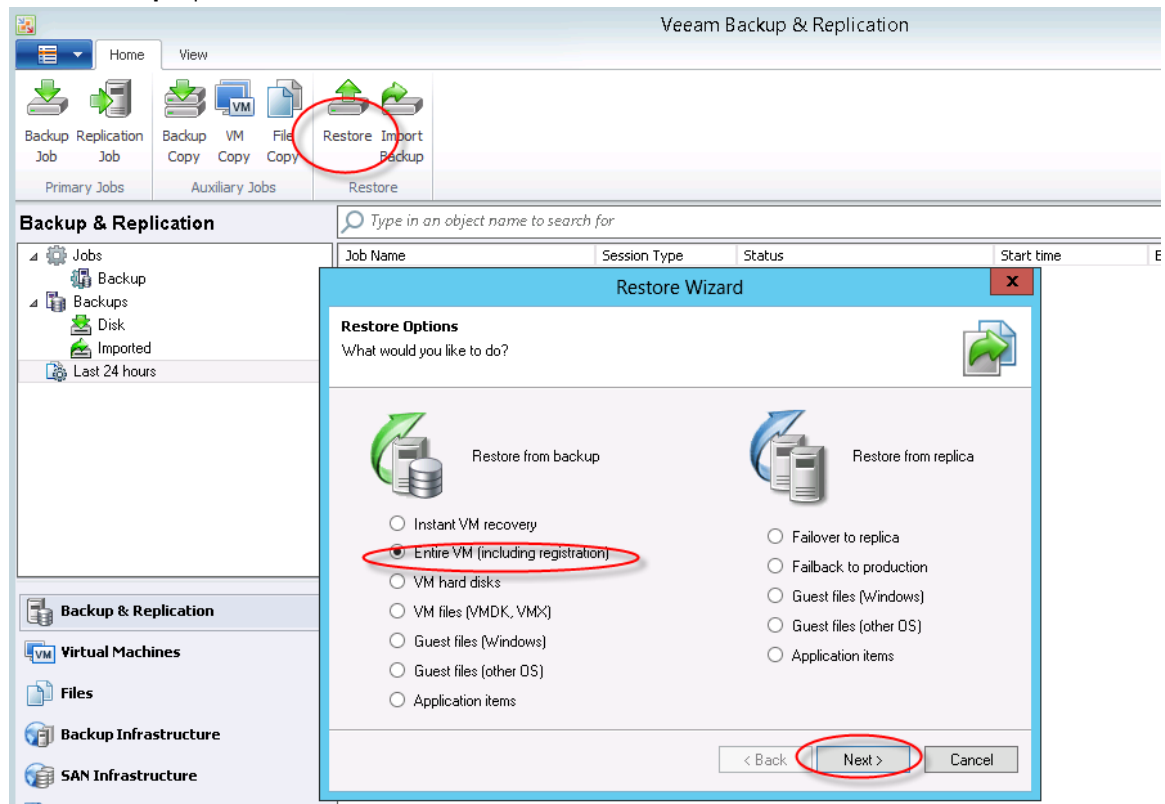 Veeam Backup & Replication
Home View
Backup Job
Replication Job
Backup Copy
VM Copy
File Copy
Restore
Import Backup
Primary Jobs
Auxiliary Jobs
Restore
Backup & Replication
Type in an object name to search for
Jobs
Backup
Backups
Disk
Imported
Last 24 hours
Job Name Session Type Status Start time E
Restore Wizard
x
Restore Options
What would you like to do?
Restore from backup
Instant VM recovery
Entire VM (including registration)
VM hard disks
VM files (VMDK, VMX)
Guest files (Windows)
Guest files (other OS)
Application items
Restore from replica
Failover to replica
Failback to production
Guest files (Windows)
Guest files (other OS)
Application items
< Back Next > Cancel
Backup & Replication
VM Virtual Machines
Files
Backup Infrastructure
SAN Infrastructure